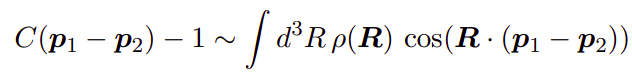 C(𝒑₁ − 𝒑₂) − 1 ∼ ∫ d³R ρ(𝑹) cos(𝑹 · (𝒑₁ − 𝒑₂))